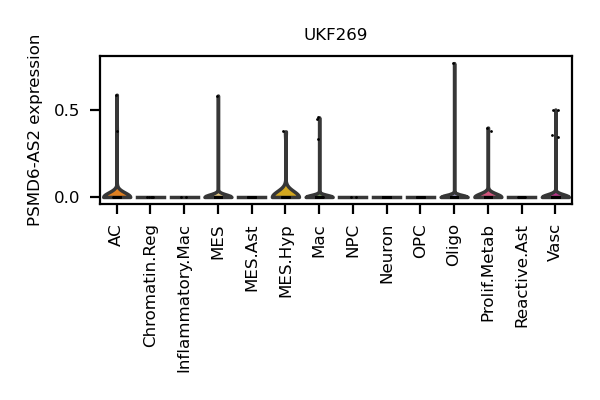 UKF269
PSMD6-AS2 expression
0.5
0.0
AC
Chromatin.Reg
Inflammatory.Mac
MES
MES.Ast
MES.Hyp
Mac
NPC
Neuron
OPC
Oligo
Prolif.Metab
Reactive.Ast
Vasc